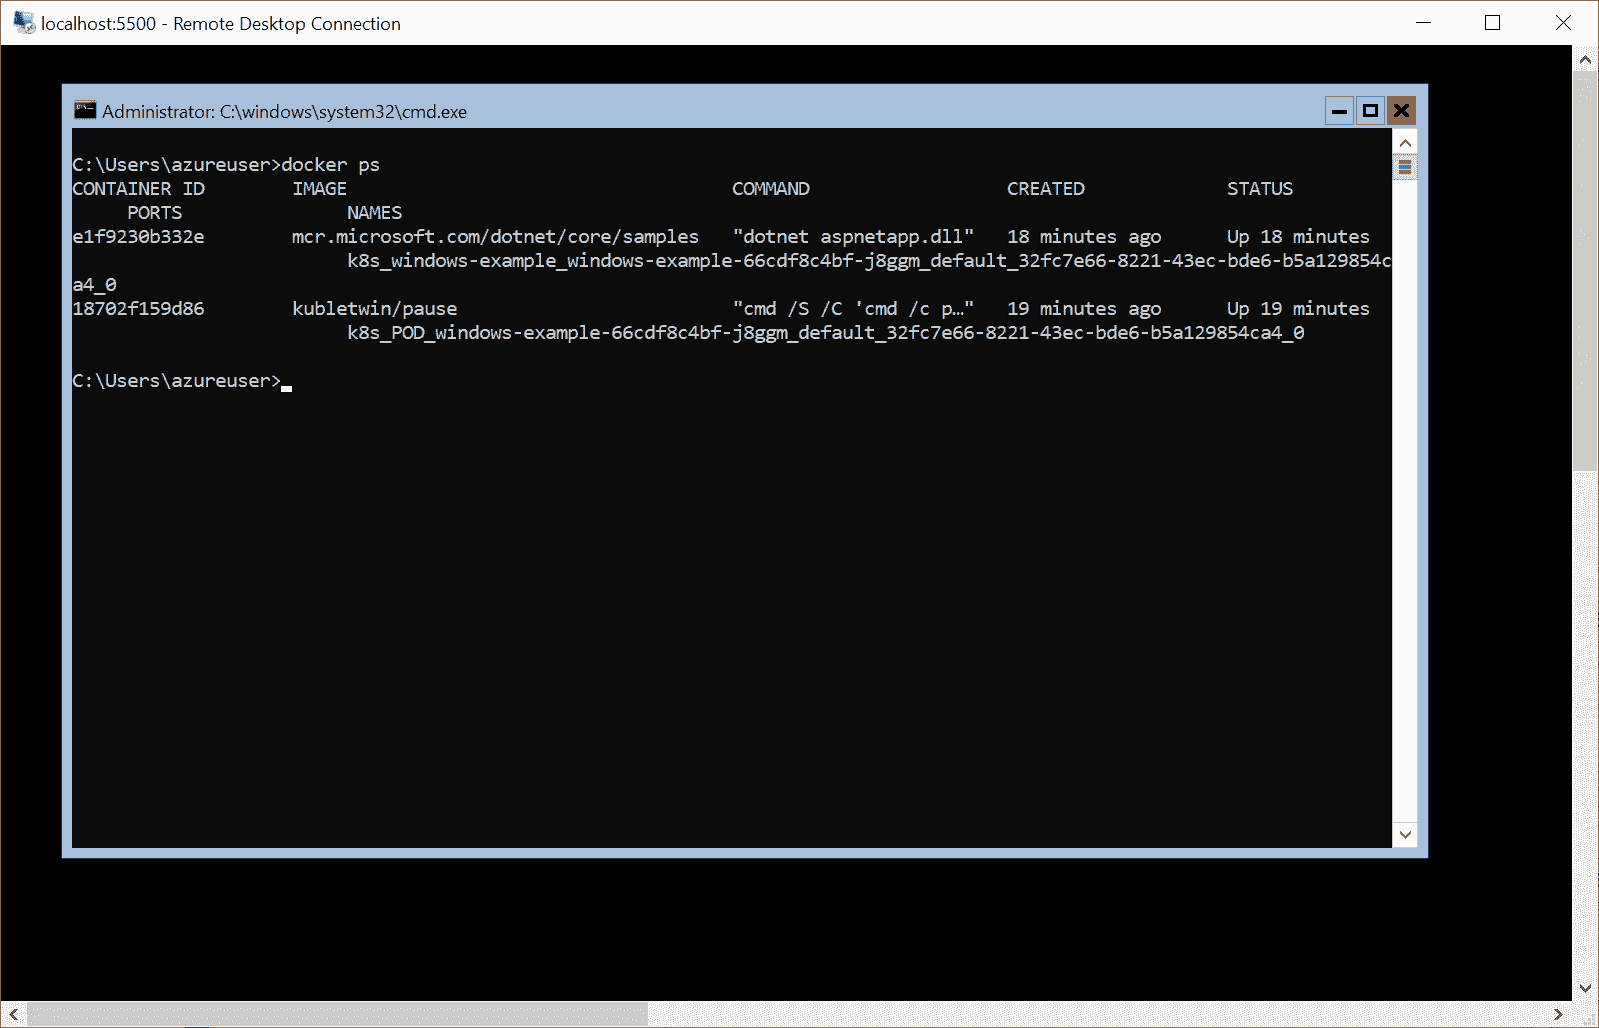 localhost:5500 - Remote Desktop Connection
Administrator: C:\windows\system32\cmd.exe
C:\Users\azureuser>docker ps
CONTAINER ID        IMAGE                                   COMMAND                  CREATED             STATUS
     PORTS               NAMES
e1f9230b332e        mcr.microsoft.com/dotnet/core/samples   "dotnet aspnetapp.dll"   18 minutes ago      Up 18 minutes
                         k8s_windows-example_windows-example-66cdf8c4bf-j8ggm_default_32fc7e66-8221-43ec-bde6-b5a129854c
a4_0
18702f159d86        kubletwin/pause                         "cmd /S /C 'cmd /c p…"   19 minutes ago      Up 19 minutes
                         k8s_POD_windows-example-66cdf8c4bf-j8ggm_default_32fc7e66-8221-43ec-bde6-b5a129854ca4_0
C:\Users\azureuser>